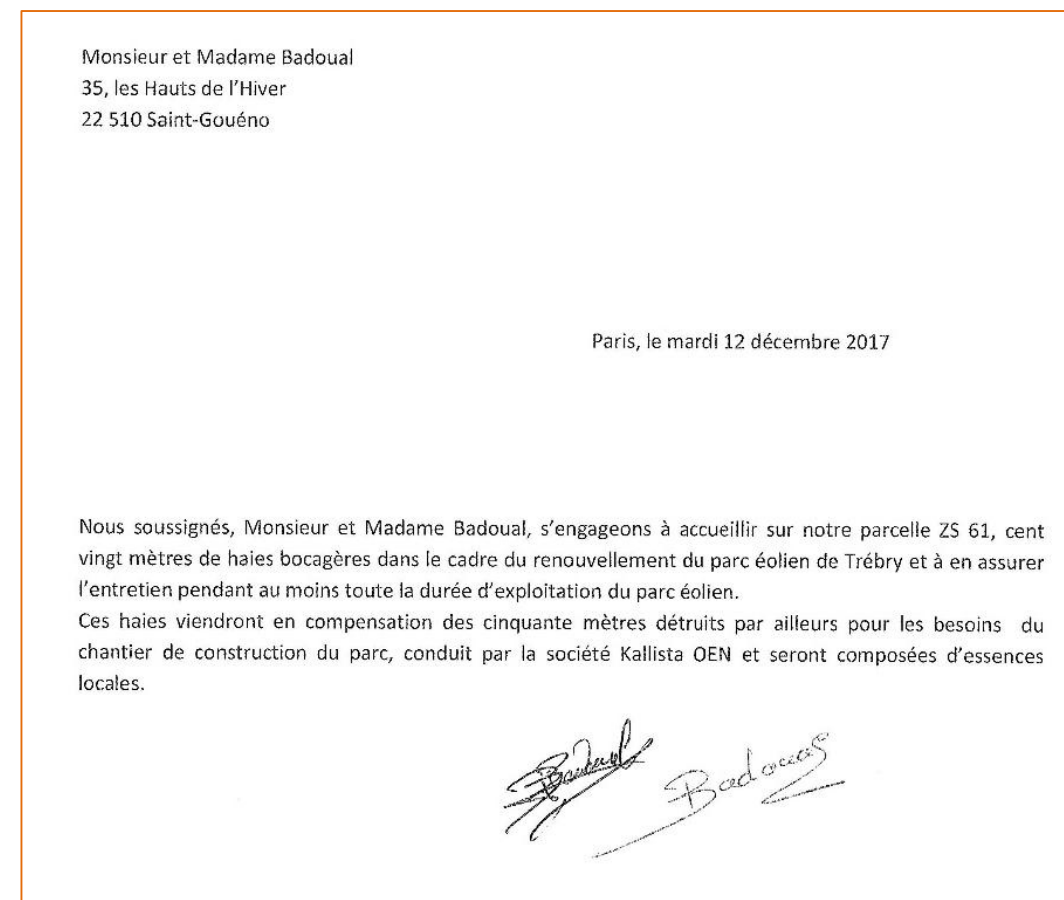 Monsieur et Madame Badoual
35, les Hauts de l'Hiver
22 510 Saint-Gouéno
Paris, le mardi 12 décembre 2017
Nous soussignés, Monsieur et Madame Badoual, s'engageons à accueillir sur notre parcelle ZS 61, cent
vingt mètres de haies bocagères dans le cadre du renouvellement du parc éolien de Trébry et à en assurer
l'entretien pendant au moins toute la durée d'exploitation du parc éolien.
Ces haies viendront en compensation des cinquante mètres détruits par ailleurs pour les besoins du
chantier de construction du parc, conduit par la société Kallista OEN et seront composées d'essences
locales.